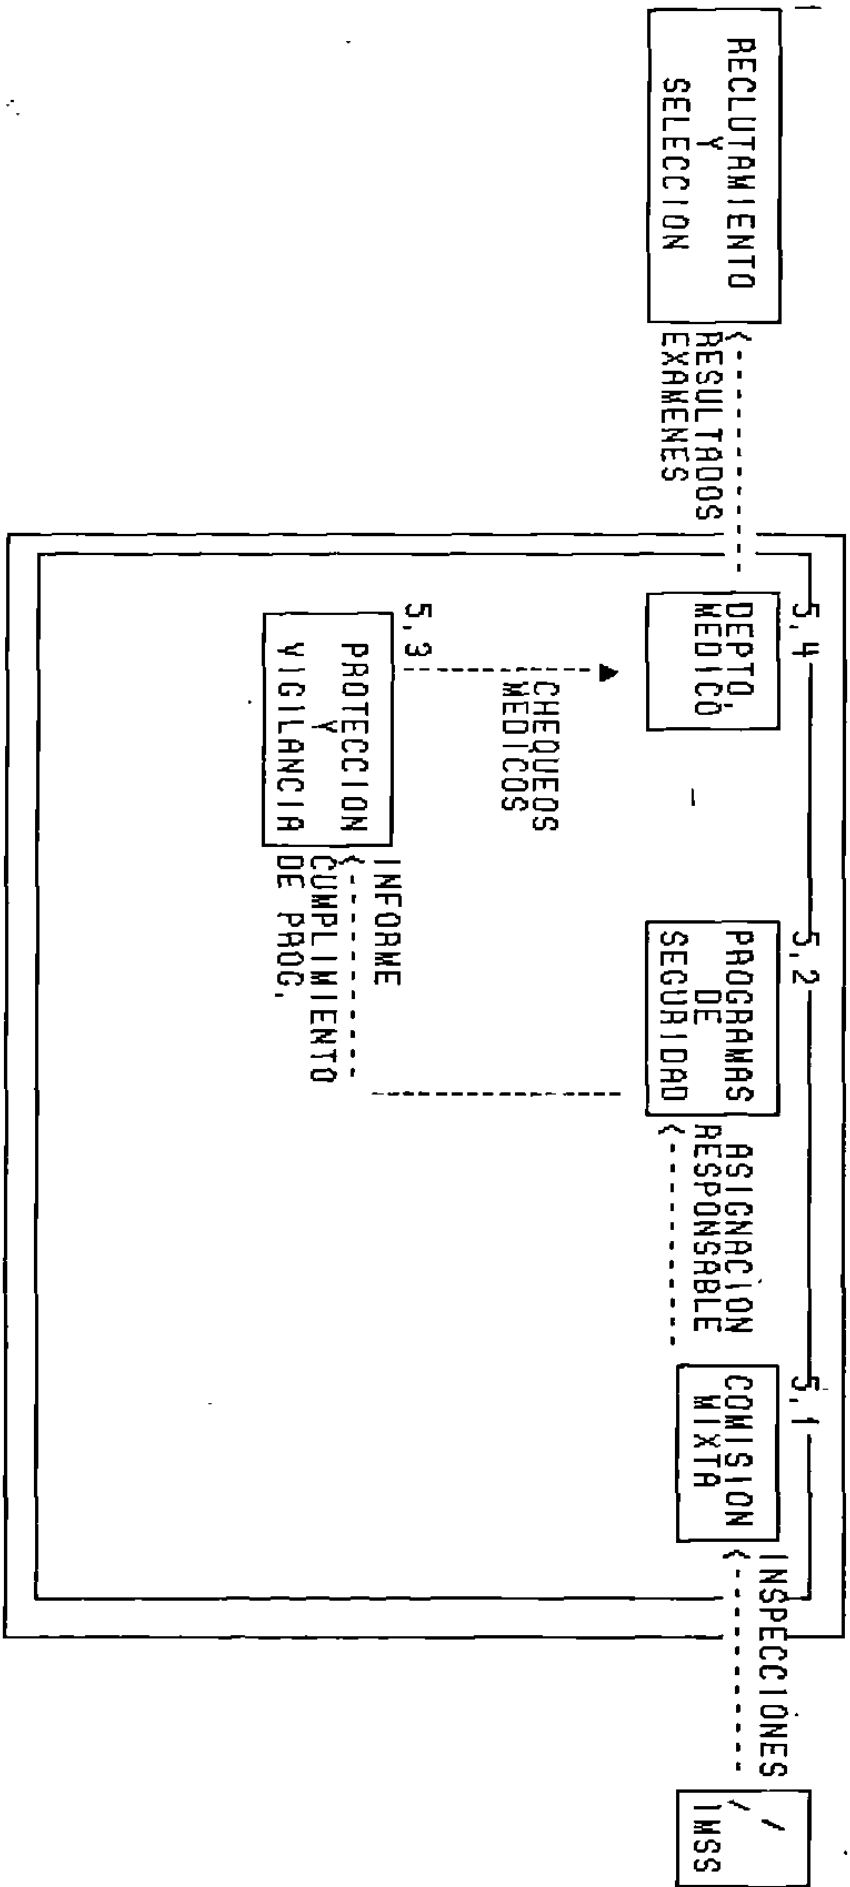 RECLUTAMIENTO
Y
SELECCION
<--------
RESULTADOS
EXAMENES
5.4
DEPTO.
MEDICO
5.2
PROGRAMAS
DE
SEGURIDAD
ASIGNACION
RESPONSABLE
<--------
5.1
COMISION
MIXTA
INSPECCIONES
<--------
/ /
IMSS
CHEQUEOS
MEDICOS
5.3
PROTECCION
Y
VIGILANCIA
INFORME
<--------
CUMPLIMIENTO
DE PROG.